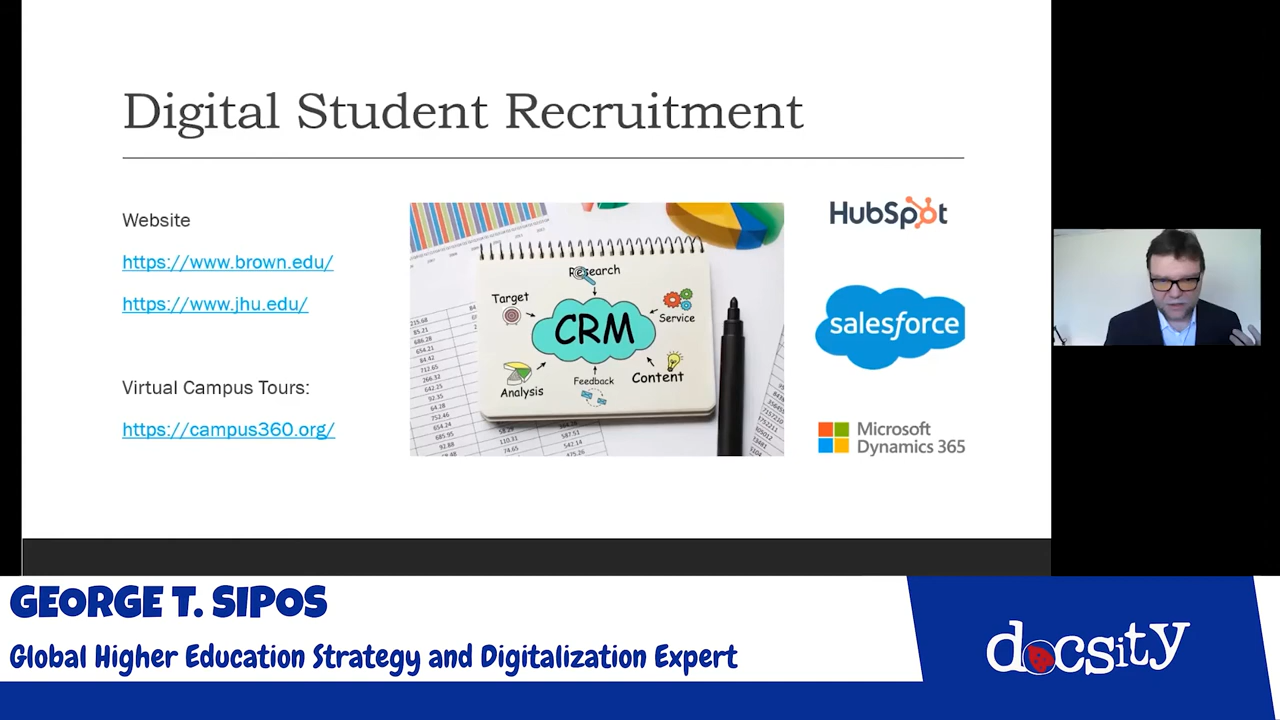 Digital Student Recruitment
Website
https://www.brown.edu/
https://www.jhu.edu/
Virtual Campus Tours:
https://campus360.org/
Research
Target
Service
CRM
Analysis
Feedback
Content
HubSpot
salesforce
Microsoft
Dynamics 365
GEORGE T. SIPOS
Global Higher Education Strategy and Digitalization Expert
docsity